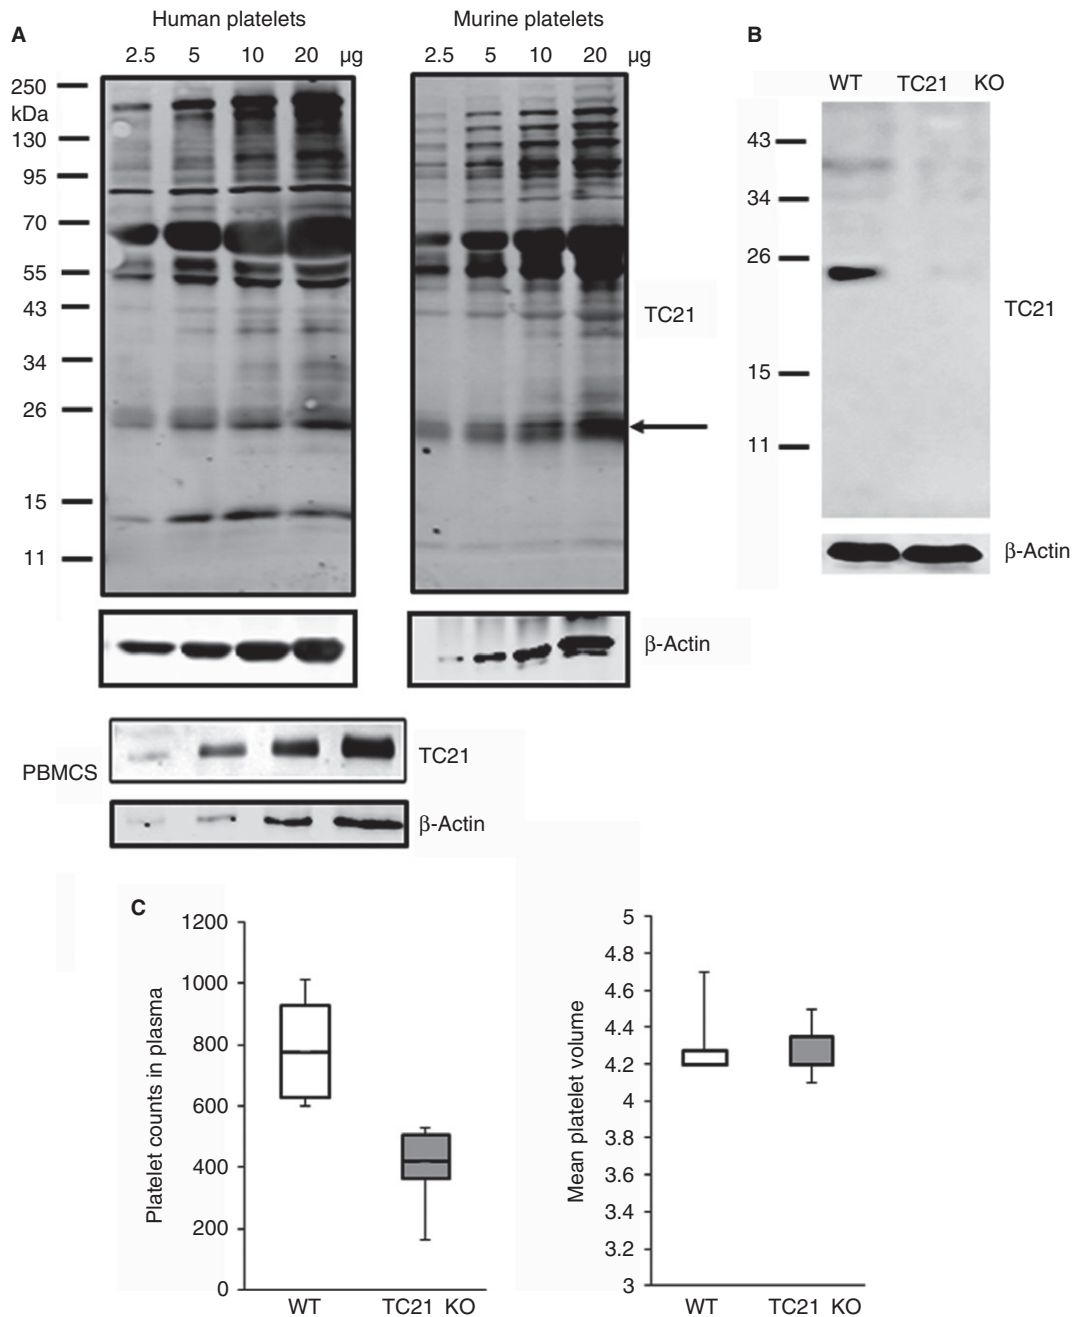 A
Human platelets
Murine platelets
2.5 5 10 20 μg
2.5 5 10 20 μg
250
kDa
130
95
70
55
43
34
26
15
11
TC21
β-Actin
PBMCS
TC21
β-Actin
B
WT TC21 KO
43
34
26
15
11
TC21
β-Actin
C
Platelet counts in plasma
1200
1000
800
600
400
200
0
WT TC21 KO
Mean platelet volume
5
4.8
4.6
4.4
4.2
4
3.8
3.6
3.4
3.2
3
WT TC21 KO